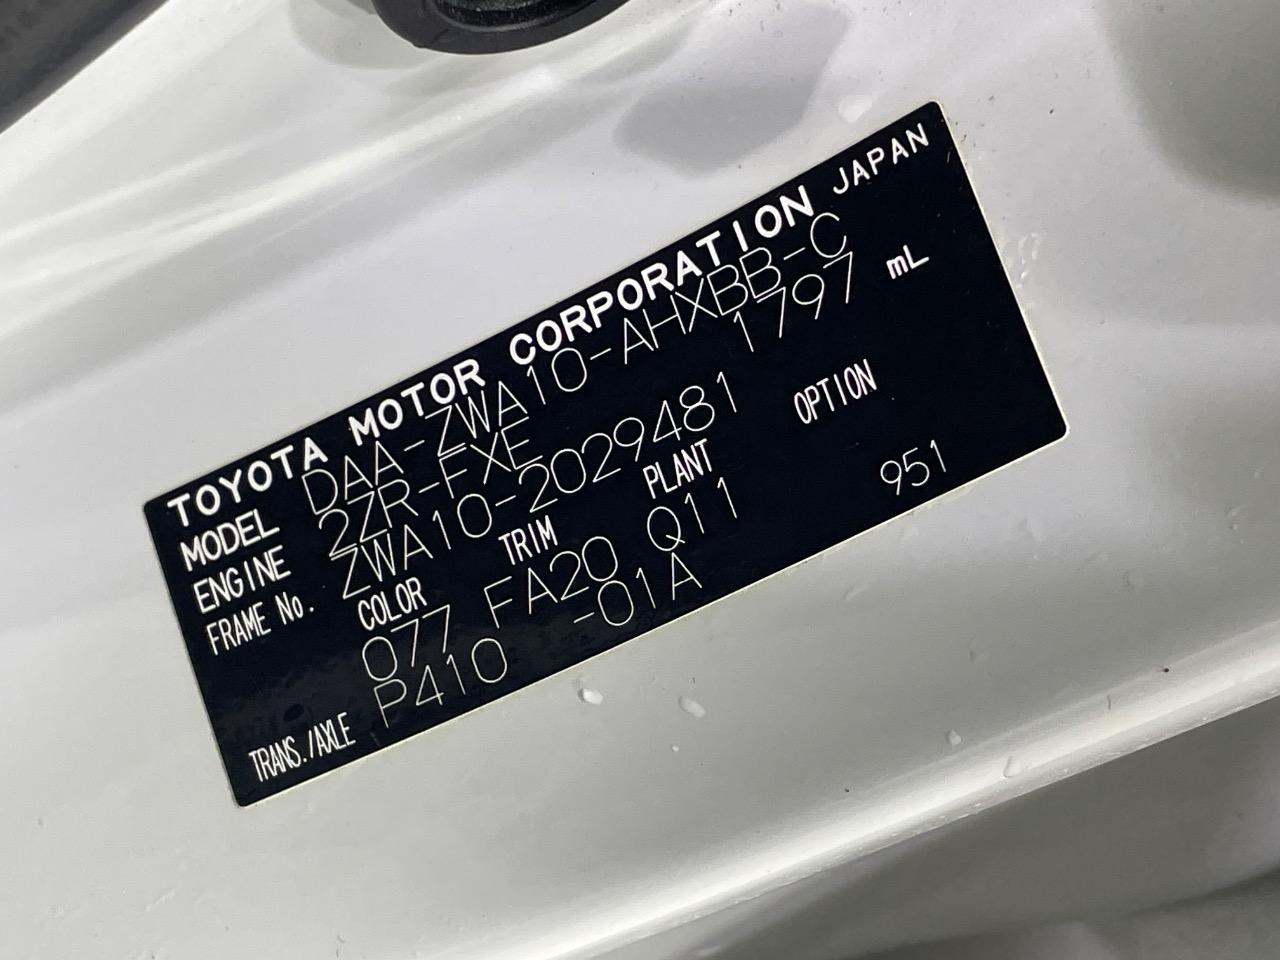 TOYOTA MOTOR CORPORATION JAPAN
MODEL DAA-ZWA10-AHXBB-C
ENGINE 2ZR-FXE 1797 mL
FRAME No. ZWA10-2029481
COLOR TRIM PLANT OPTION
077 FA20 Q11 951
TRANS./AXLE P410 -01A